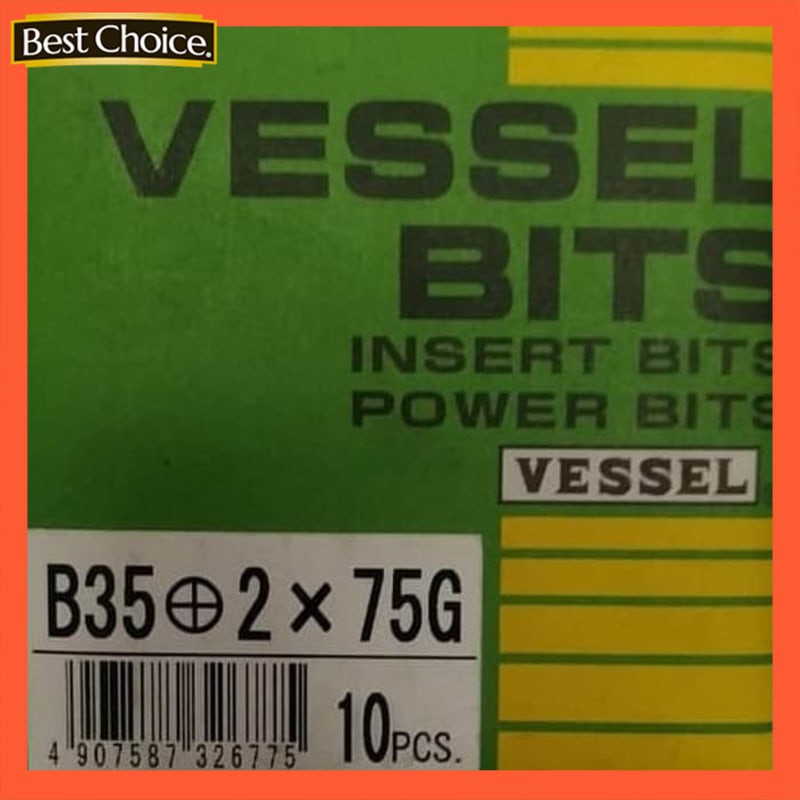 Best Choice.
VESSEL
BITS
INSERT BITS
POWER BITS
VESSEL
B35⊕2×75G
4 907587 326775
10PCS.